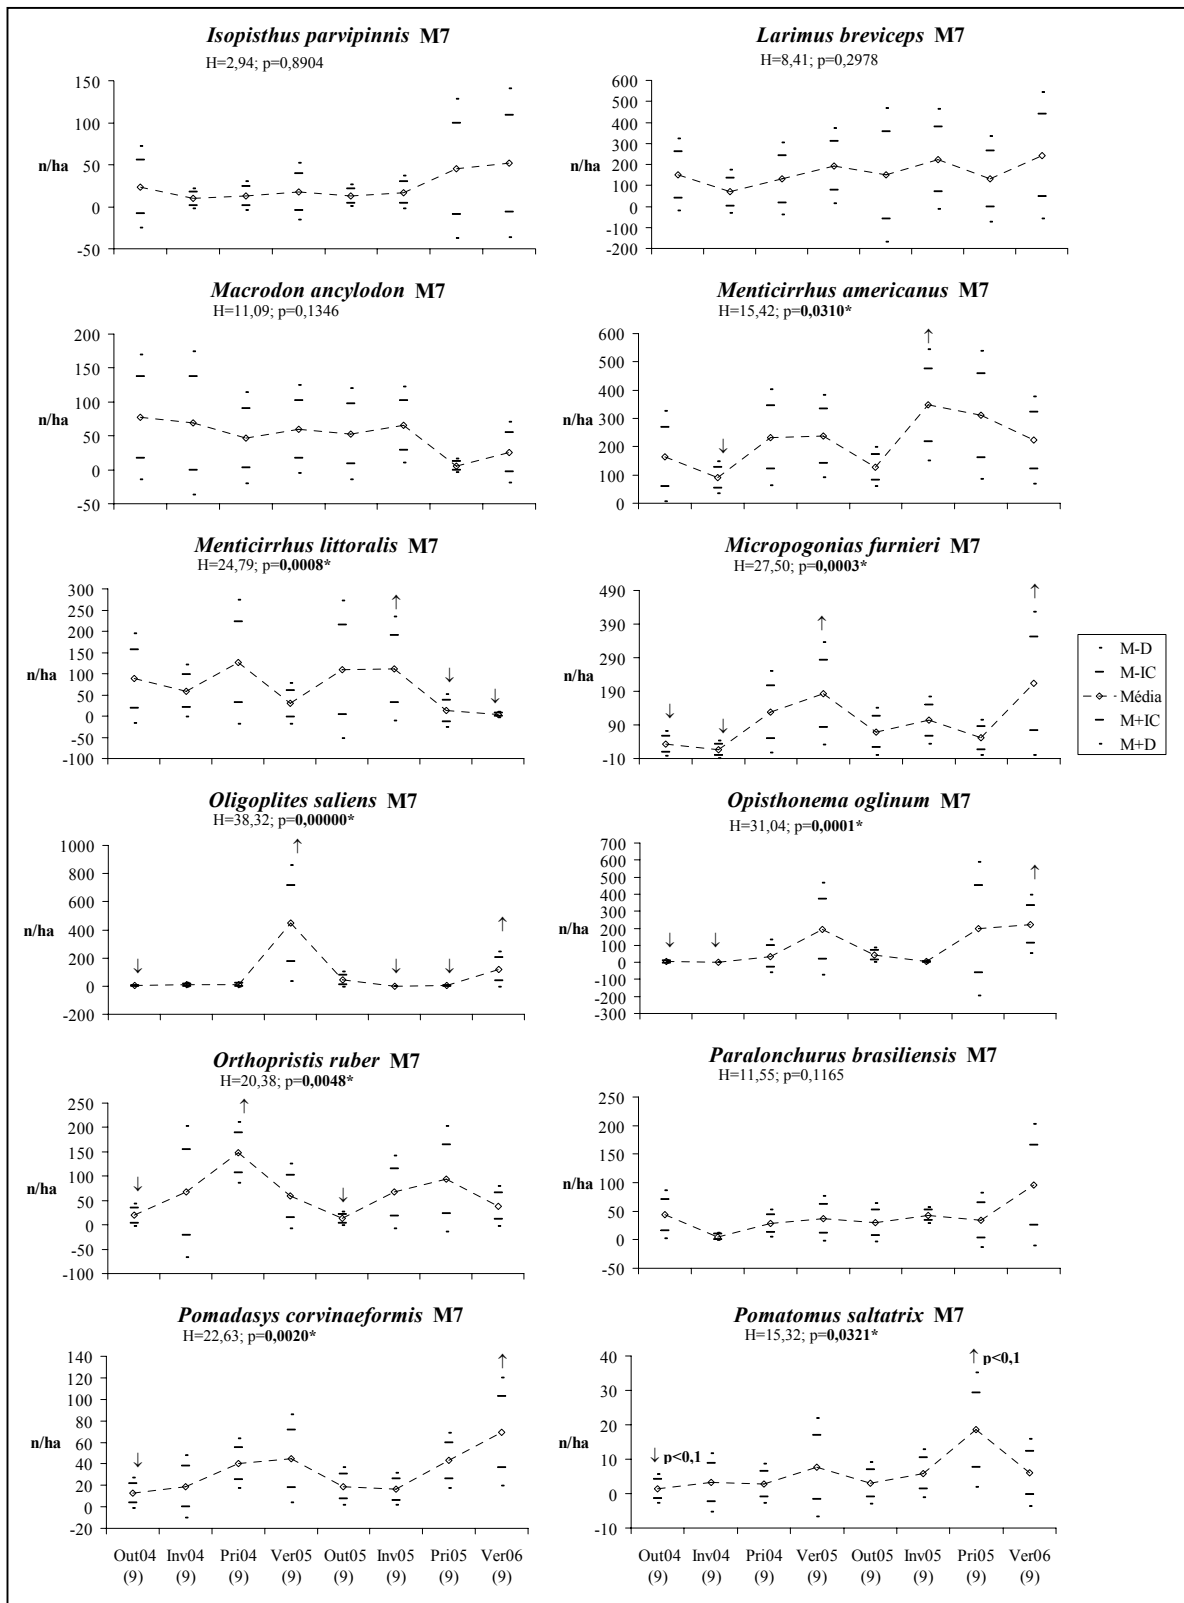 Isopisthus parvipinnis M7
H=2,94; p=0,8904
150
100
n/ha
50
0
-50
Larimus breviceps M7
H=8,41; p=0,2978
600
500
400
n/ha
300
200
100
0
-100
-200
Macrodon ancylodon M7
H=11,09; p=0,1346
200
150
100
n/ha
50
0
-50
Menticirrhus americanus M7
H=15,42; p=0,0310*
600
500
400
n/ha
300
200
100
0
↓
↑
Menticirrhus littoralis M7
H=24,79; p=0,0008*
300
250
200
150
n/ha
100
50
0
-50
-100
↑
↓
↓
Micropogonias furnieri M7
H=27,50; p=0,0003*
490
390
290
n/ha
190
90
-10
↓
↓
↑
↑
M-D
M-IC
Média
M+IC
M+D
Oligoplites saliens M7
H=38,32; p=0,00000*
1000
800
600
n/ha
400
200
0
-200
↓
↑
↓
↓
↑
Opisthonema oglinum M7
H=31,04; p=0,0001*
700
600
500
400
300
n/ha
200
100
0
-100
-200
-300
↓
↓
↑
Orthopristis ruber M7
H=20,38; p=0,0048*
250
200
150
n/ha
100
50
0
-50
-100
↓
↑
↓
Paralonchurus brasiliensis M7
H=11,55; p=0,1165
250
200
150
n/ha
100
50
0
-50
Pomadasys corvinaeformis M7
H=22,63; p=0,0020*
140
120
100
80
n/ha
60
40
20
0
-20
↓
↑
Out04 Inv04 Pri04 Ver05 Out05 Inv05 Pri05 Ver06
(9) (9) (9) (9) (9) (9) (9) (9)
Pomatomus saltatrix M7
H=15,32; p=0,0321*
↑ p<0,1
40
30
n/ha
20
↓ p<0,1
10
0
-10
Out04 Inv04 Pri04 Ver05 Out05 Inv05 Pri05 Ver06
(9) (9) (9) (9) (9) (9) (9) (9)